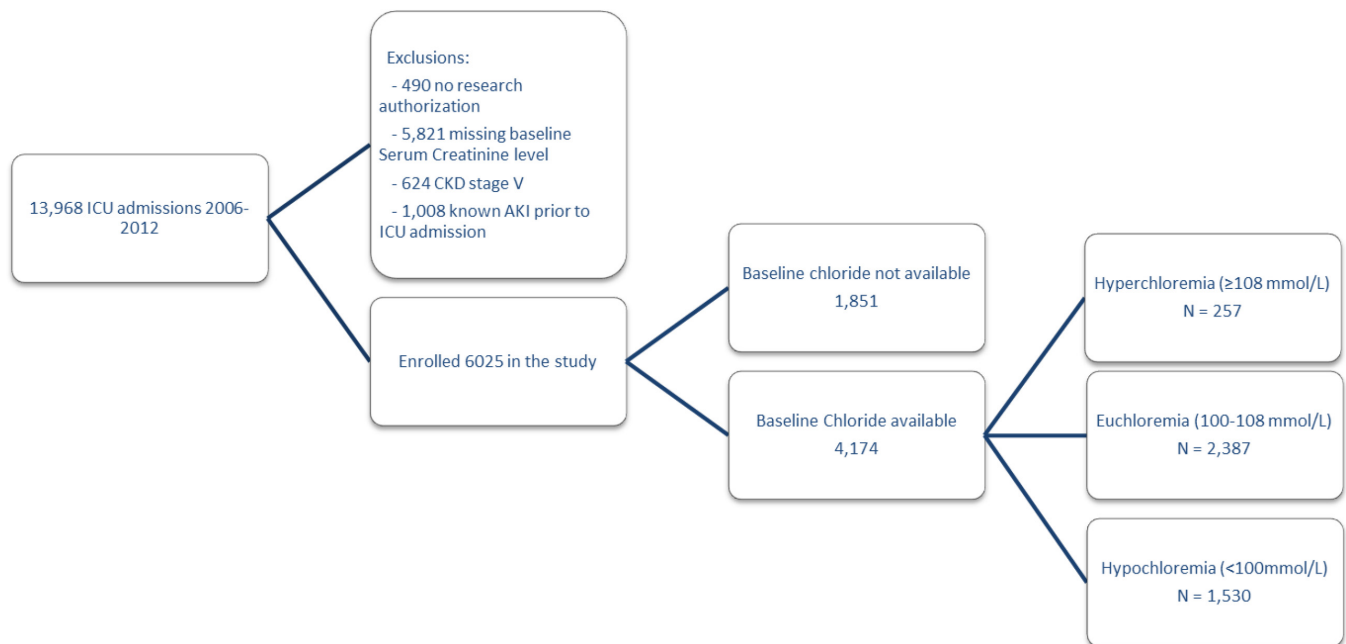 13,968 ICU admissions 2006-
2012
Exclusions:
- 490 no research
authorization
- 5,821 missing baseline
Serum Creatinine level
- 624 CKD stage V
- 1,008 known AKI prior to
ICU admission
Enrolled 6025 in the study
Baseline chloride not available
1,851
Baseline Chloride available
4,174
Hyperchloremia (≥108 mmol/L)
N = 257
Euchloremia (100-108 mmol/L)
N = 2,387
Hypochloremia (<100mmol/L)
N = 1,530